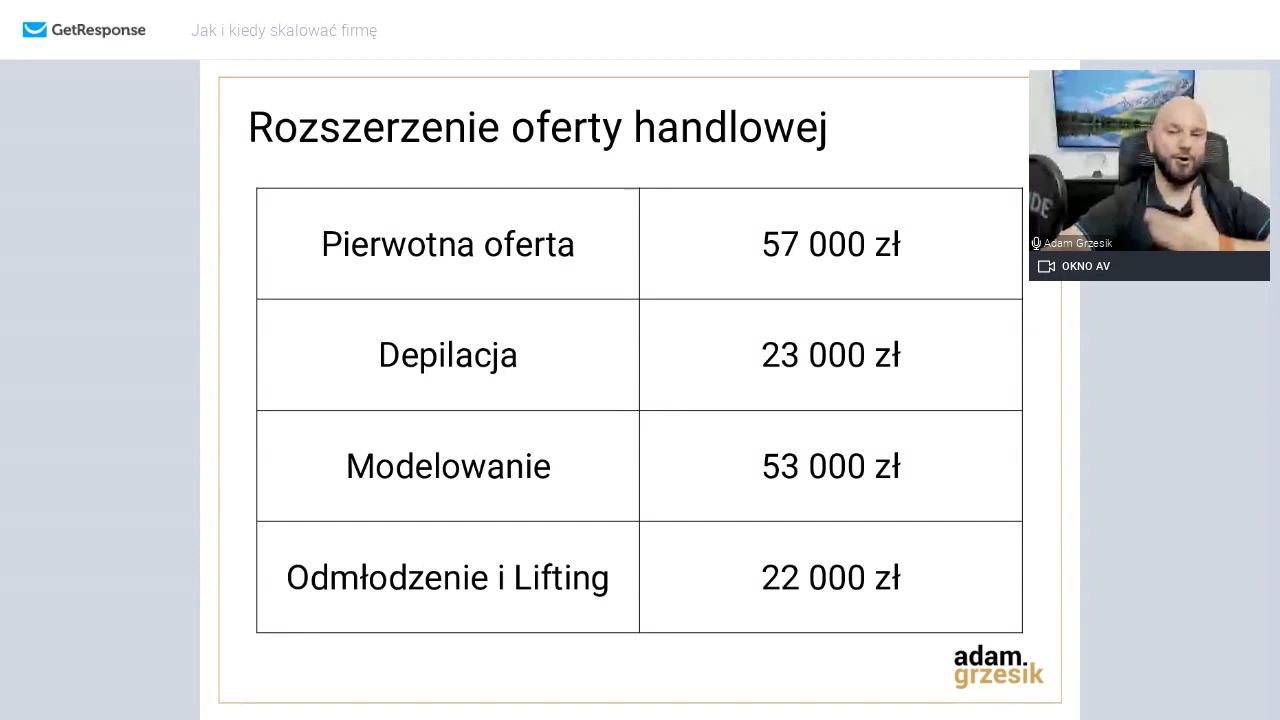 GetResponse
Jak i kiedy skalować firmę
Rozszerzenie oferty handlowej
Pierwotna oferta
57 000 zł
Depilacja
23 000 zł
Modelowanie
53 000 zł
Odmłodzenie i Lifting
22 000 zł
Adam Grzesik
OKNO AV
adam.
grzesik